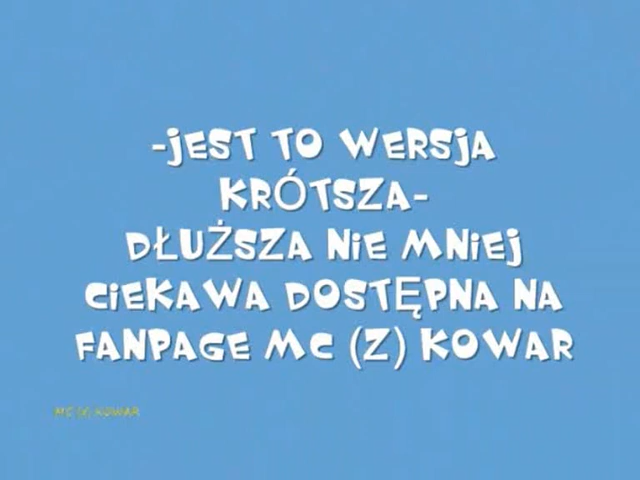 -JEST TO WERSJA
KRÓTSZA-
DŁUŻSZA NIE MNIEJ
CIEKAWA DOSTĘPNA NA
FANPAGE MC (Z) KOWAR
MC (Z) KOWAR